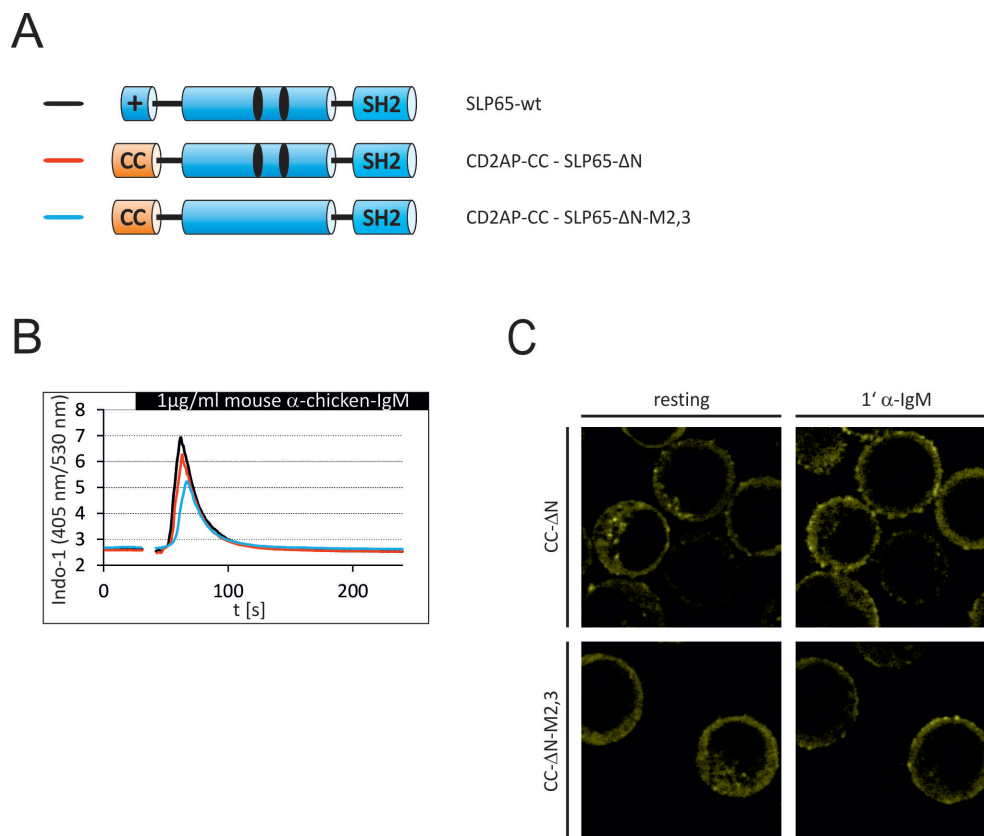 A
+ SH2 SLP65-wt
CC SH2 CD2AP-CC - SLP65-ΔN
CC SH2 CD2AP-CC - SLP65-ΔN-M2,3
B
1µg/ml mouse α-chicken-IgM
8
7
6
5
4
3
2
Indo-1 (405 nm/530 nm)
0 100 200
t [s]
C
resting 1‘ α-IgM
CC-ΔN
CC-ΔN-M2,3